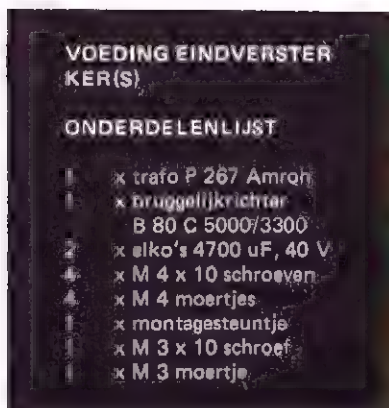 VOEDING EINDVERSTER
KER(S)
ONDERDELENLIJST
1 x trafo P 267 Amroh
1 x bruggelijkrichter
B 80 C 5000/3300
2 x elko's 4700 uF, 40 V
4 x M 4 x 10 schroeven
4 x M 4 moertjes
1 x montagesteuntje
1 x M 3 x 10 schroef
1 x M 3 moertje